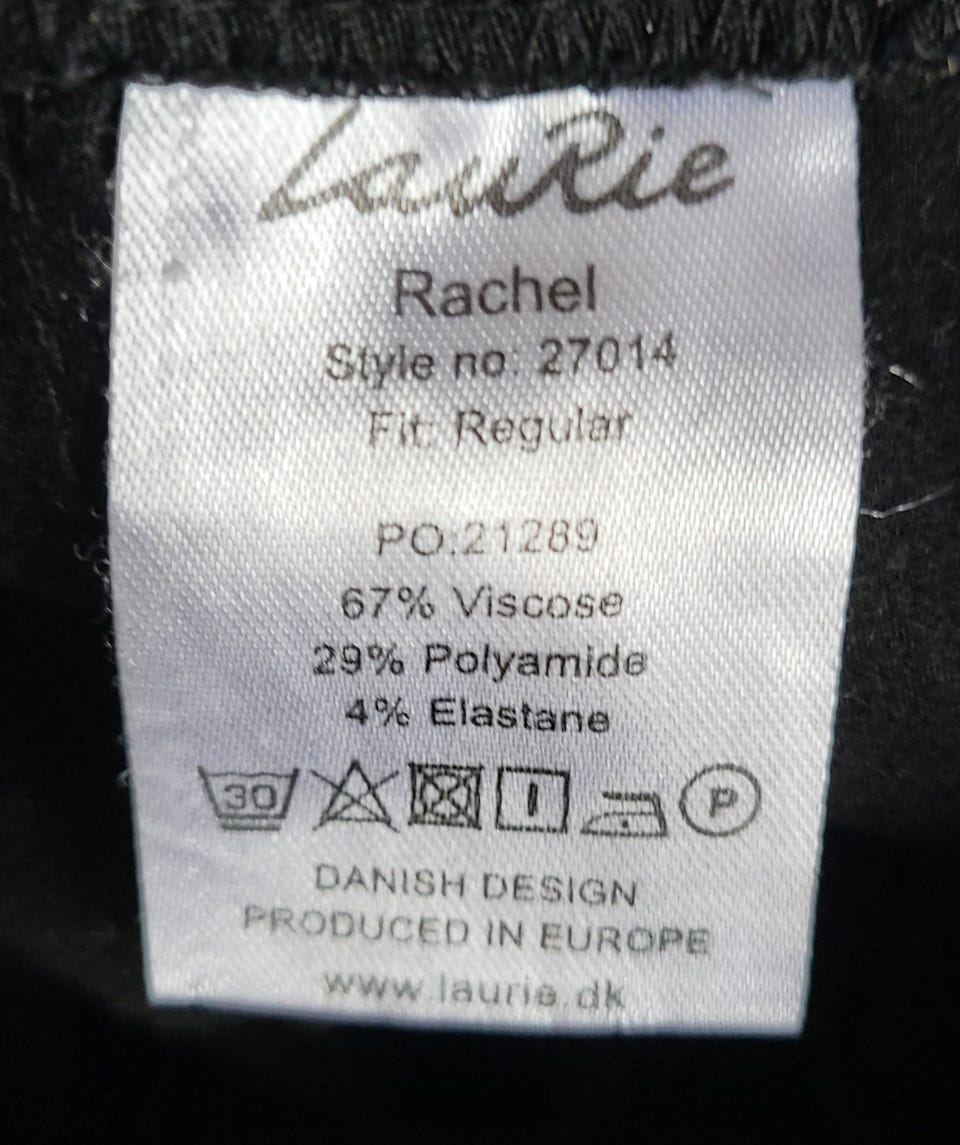 LauRie
Rachel
Style no: 27014
Fit: Regular
PO:21289
67% Viscose
29% Polyamide
4% Elastane
30 P
DANISH DESIGN
PRODUCED IN EUROPE
www.laurie.dk